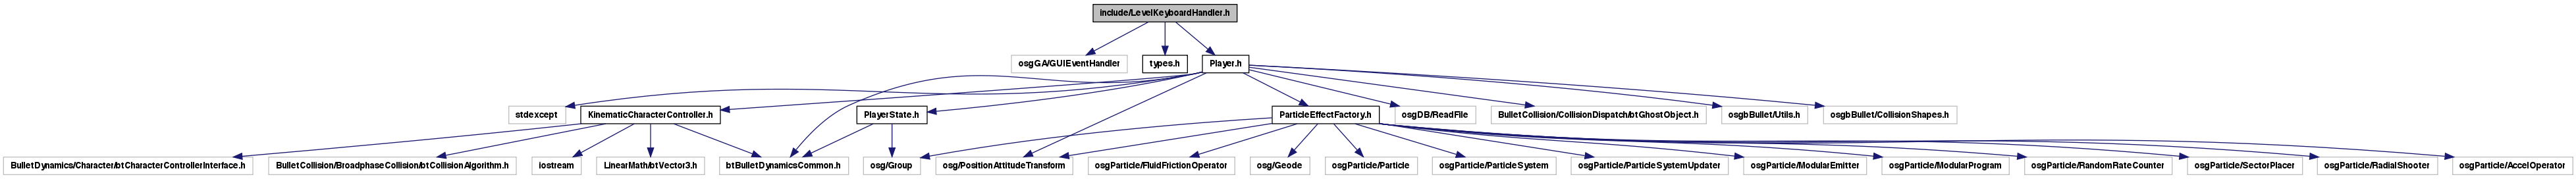 include/LevelKeyboardHandler.h
osgGA/GUIEventHandler
types.h
Player.h
stdexcept
KinematicCharacterController.h
PlayerState.h
ParticleEffectFactory.h
osgDB/ReadFile
BulletCollision/CollisionDispatch/btGhostObject.h
osgbBullet/Utils.h
osgbBullet/CollisionShapes.h
BulletDynamics/Character/btCharacterControllerInterface.h
BulletCollision/BroadphaseCollision/btCollisionAlgorithm.h
iostream
LinearMath/btVector3.h
btBulletDynamicsCommon.h
osg/Group
osg/PositionAttitudeTransform
osgParticle/FluidFrictionOperator
osg/Geode
osgParticle/Particle
osgParticle/ParticleSystem
osgParticle/ParticleSystemUpdater
osgParticle/ModularEmitter
osgParticle/ModularProgram
osgParticle/RandomRateCounter
osgParticle/SectorPlacer
osgParticle/RadialShooter
osgParticle/AccelOperator